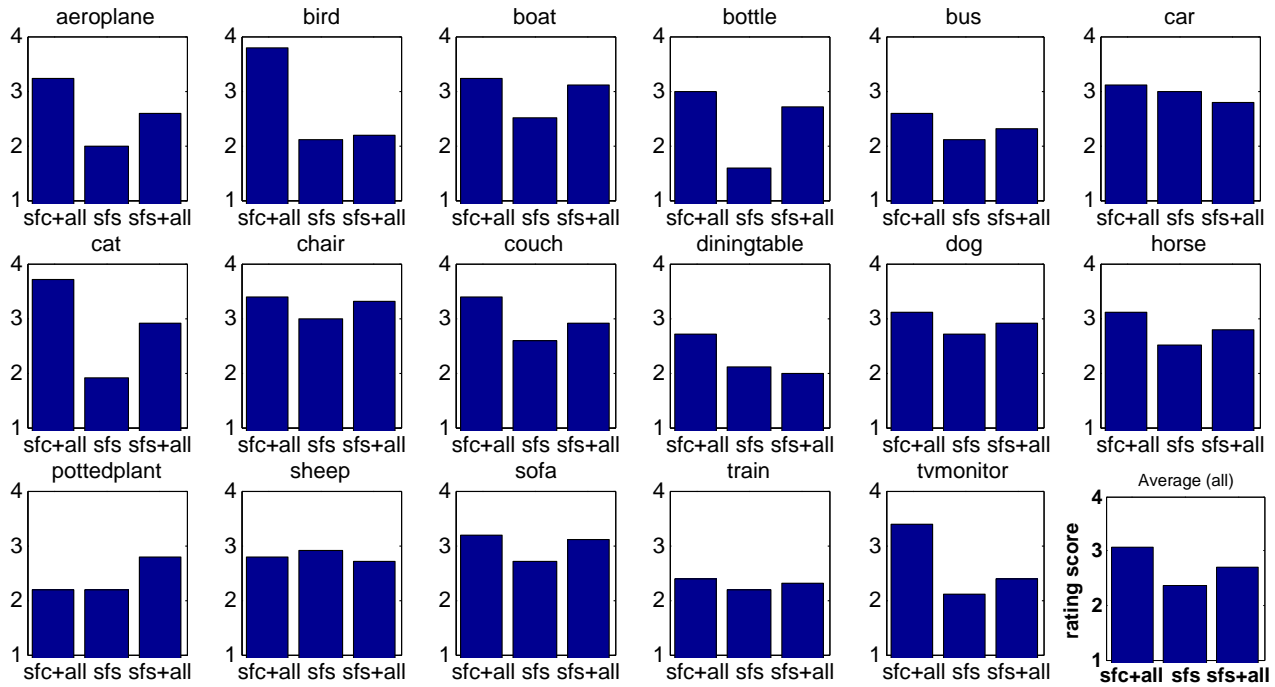 aeroplane bird boat bottle bus car
4 4 4 4 4 4
3 3 3 3 3 3
2 2 2 2 2 2
1 1 1 1 1 1
sfc+all sfs sfs+all sfc+all sfs sfs+all sfc+all sfs sfs+all sfc+all sfs sfs+all sfc+all sfs sfs+all sfc+all sfs sfs+all
cat chair couch diningtable dog horse
4 4 4 4 4 4
3 3 3 3 3 3
2 2 2 2 2 2
1 1 1 1 1 1
sfc+all sfs sfs+all sfc+all sfs sfs+all sfc+all sfs sfs+all sfc+all sfs sfs+all sfc+all sfs sfs+all sfc+all sfs sfs+all
pottedplant sheep sofa train tvmonitor Average (all)
4 4 4 4 4 4
3 3 3 3 3 3
2 2 2 2 2 2
1 1 1 1 1 1
rating score
sfc+all sfs sfs+all sfc+all sfs sfs+all sfc+all sfs sfs+all sfc+all sfs sfs+all sfc+all sfs sfs+all sfc+all sfs sfs+all